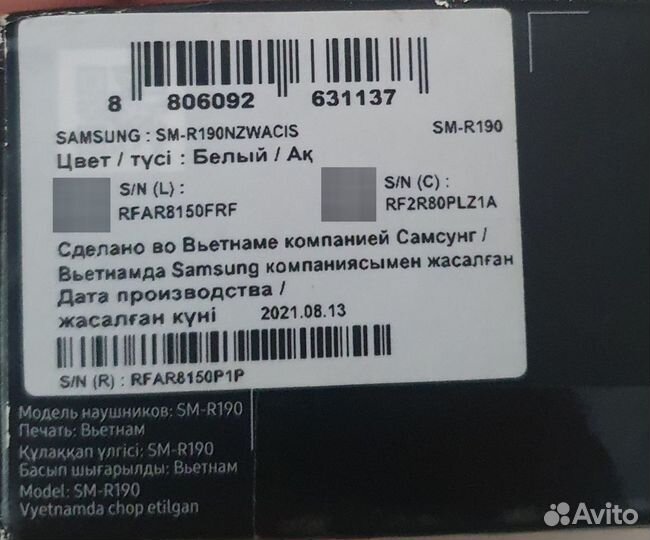 8 806092 631137
SAMSUNG : SM-R190NZWACIS SM-R190
Цвет / түсі : Белый / Ақ
S/N (L) :
RFAR8150FRF
S/N (C) :
RF2R80PLZ1A
Сделано во Вьетнаме компанией Самсунг /
Вьетнамда Samsung компаниясымен жасалған
Дата производства /
жасалған күні 2021.08.13
S/N (R) : RFAR8150P1P
Модель наушников: SM-R190
Печать: Вьетнам
Құлаққап үлгісі: SM-R190
Басып шығарылды: Вьетнам
Model: SM-R190
Vyetnamda chop etilgan
Avito